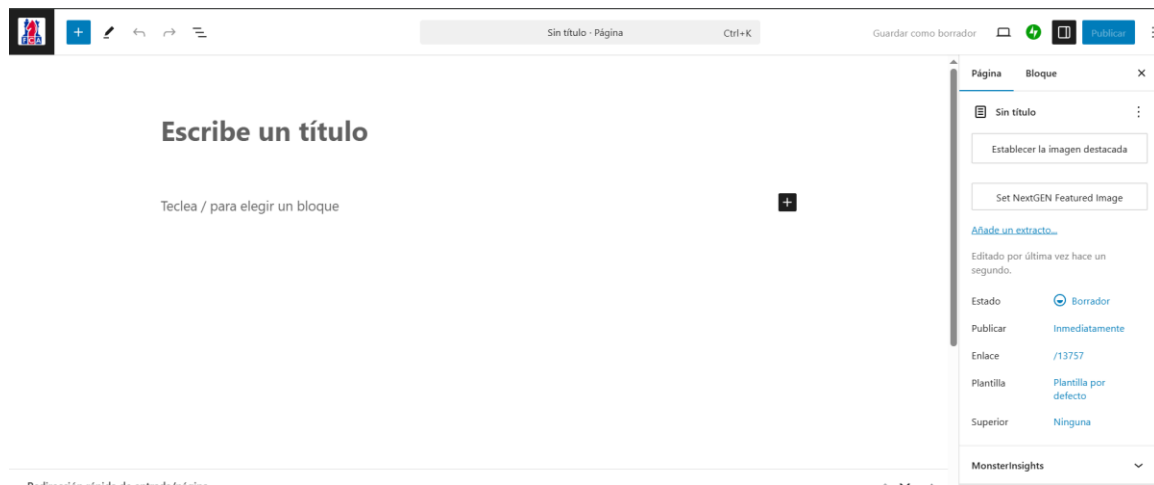 FCA
Sin título · Página Ctrl+K
Guardar como borrador
Publicar
Página Bloque
Sin título
Escribe un título
Establecer la imagen destacada
Teclea / para elegir un bloque
Set NextGEN Featured Image
Añade un extracto...
Editado por última vez hace un
segundo.
Estado Borrador
Publicar Inmediatamente
Enlace /13757
Plantilla Plantilla por
defecto
Superior Ninguna
MonsterInsights